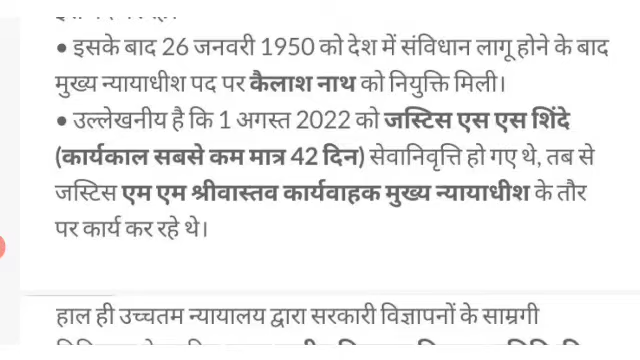 • इसके बाद 26 जनवरी 1950 को देश में संविधान लागू होने के बाद
मुख्य न्यायाधीश पद पर कैलाश नाथ को नियुक्ति मिली।
• उल्लेखनीय है कि 1 अगस्त 2022 को जस्टिस एस एस शिंदे
(कार्यकाल सबसे कम मात्र 42 दिन) सेवानिवृत्ति हो गए थे, तब से
जस्टिस एम एम श्रीवास्तव कार्यवाहक मुख्य न्यायाधीश के तौर
पर कार्य कर रहे थे।
हाल ही उच्चतम न्यायालय द्वारा सरकारी विज्ञापनों के साम्रगी